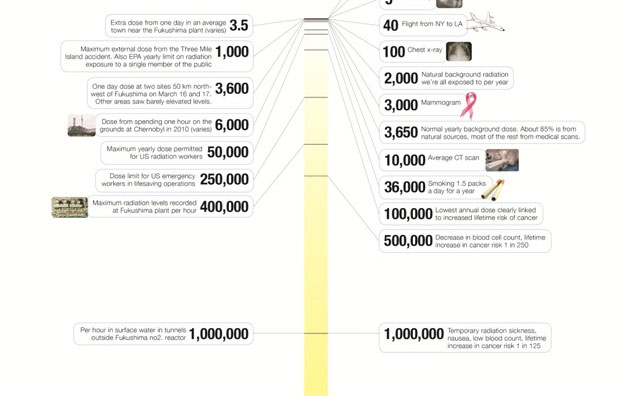 Extra dose from one day in an average
town near the Fukushima plant (varies) 3.5
Maximum external dose from the Three Mile
Island accident. Also EPA yearly limit on radiation
exposure to a single member of the public
1,000
One day dose at two sites 50 km north-
west of Fukushima on March 16 and 17.
Other areas saw barely elevated levels.
3,600
Dose from spending one hour on the
grounds at Chernobyl in 2010 (varies)
6,000
Maximum yearly dose permitted
for US radiation workers
50,000
Dose limit for US emergency
workers in lifesaving operations
250,000
Maximum radiation levels recorded
at Fukushima plant per hour
400,000
Per hour in surface water in tunnels
outside Fukushima no2. reactor
1,000,000
40 Flight from NY to LA
100 Chest x-ray
2,000 Natural background radiation
we're all exposed to per year
3,000 Mammogram
3,650 Normal yearly background dose. About 85% is from
natural sources, most of the rest from medical scans.
10,000 Average CT scan
36,000 Smoking 1.5 packs
a day for a year
100,000 Lowest annual dose clearly linked
to increased lifetime risk of cancer
500,000 Decrease in blood cell count, lifetime
increase in cancer risk 1 in 250
1,000,000 Temporary radiation sickness,
nausea, low blood count, lifetime
increase in cancer risk 1 in 125